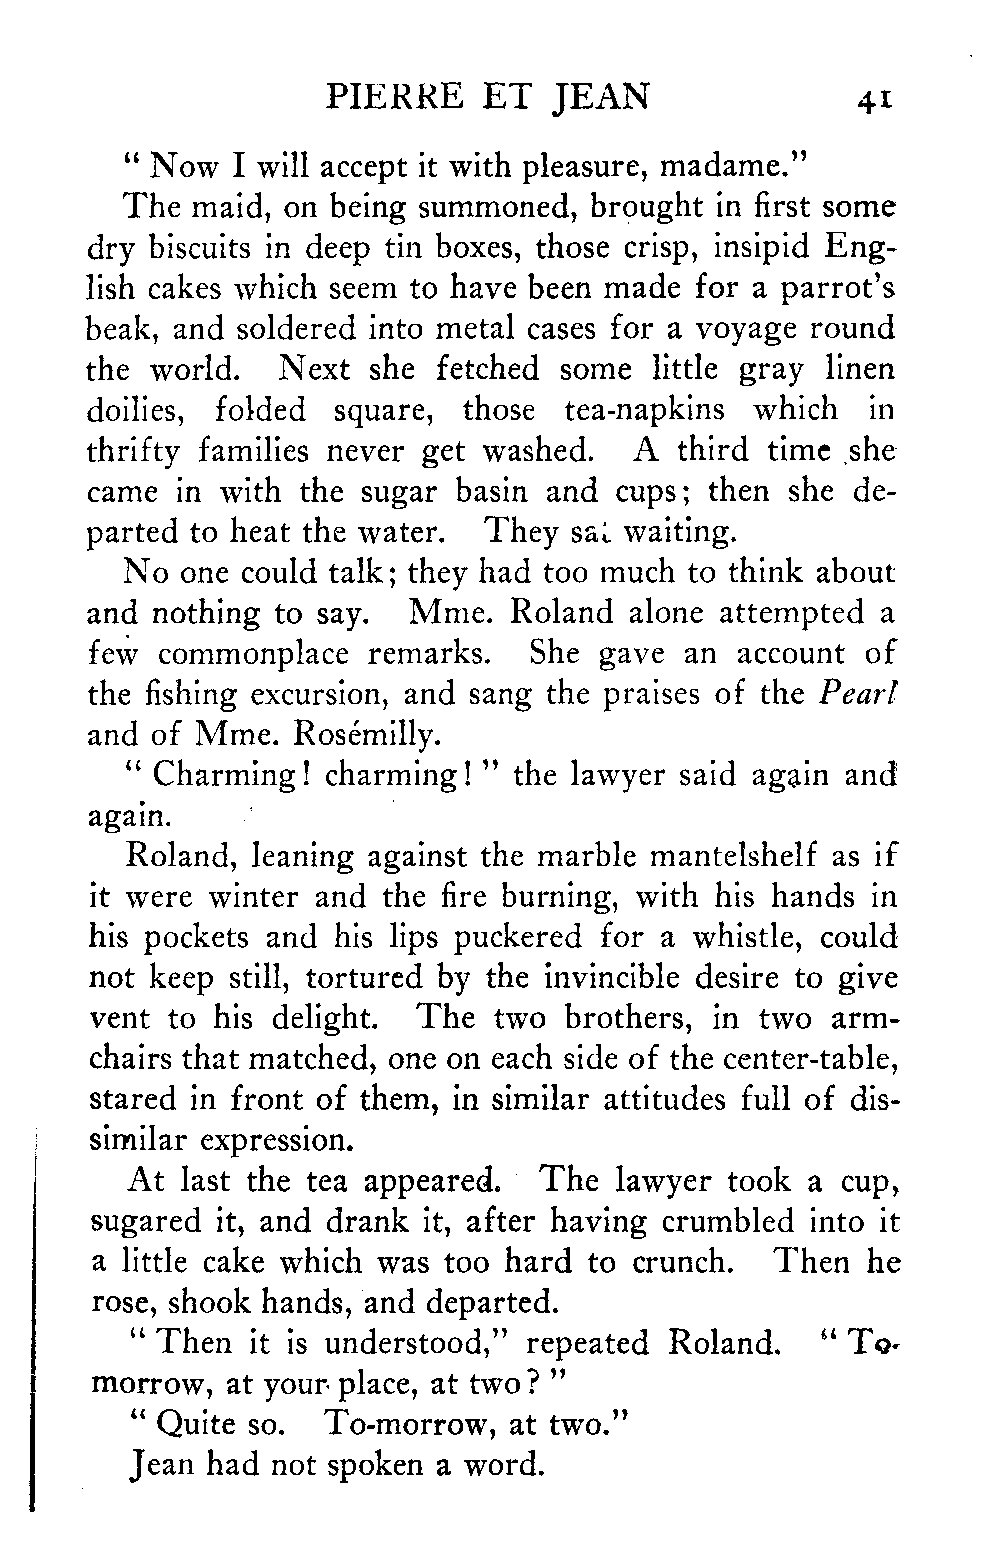 PIERRE ET JEAN 41
" Now I will accept it with pleasure, madame."
The maid, on being summoned, brought in first some
dry biscuits in deep tin boxes, those crisp, insipid Eng-
lish cakes which seem to have been made for a parrot's
beak, and soldered into metal cases for a voyage round
the world. Next she fetched some little gray linen
doilies, folded square, those tea-napkins which in
thrifty families never get washed. A third time she
came in with the sugar basin and cups; then she de-
parted to heat the water. They sat waiting.
No one could talk; they had too much to think about
and nothing to say. Mme. Roland alone attempted a
few commonplace remarks. She gave an account of
the fishing excursion, and sang the praises of the Pearl
and of Mme. Rosémilly.
" Charming! charming! " the lawyer said again and
again.
Roland, leaning against the marble mantelshelf as if
it were winter and the fire burning, with his hands in
his pockets and his lips puckered for a whistle, could
not keep still, tortured by the invincible desire to give
vent to his delight. The two brothers, in two arm-
chairs that matched, one on each side of the center-table,
stared in front of them, in similar attitudes full of dis-
similar expression.
At last the tea appeared. The lawyer took a cup,
sugared it, and drank it, after having crumbled into it
a little cake which was too hard to crunch. Then he
rose, shook hands, and departed.
" Then it is understood," repeated Roland. " To-
morrow, at your place, at two? "
" Quite so. To-morrow, at two."
Jean had not spoken a word.